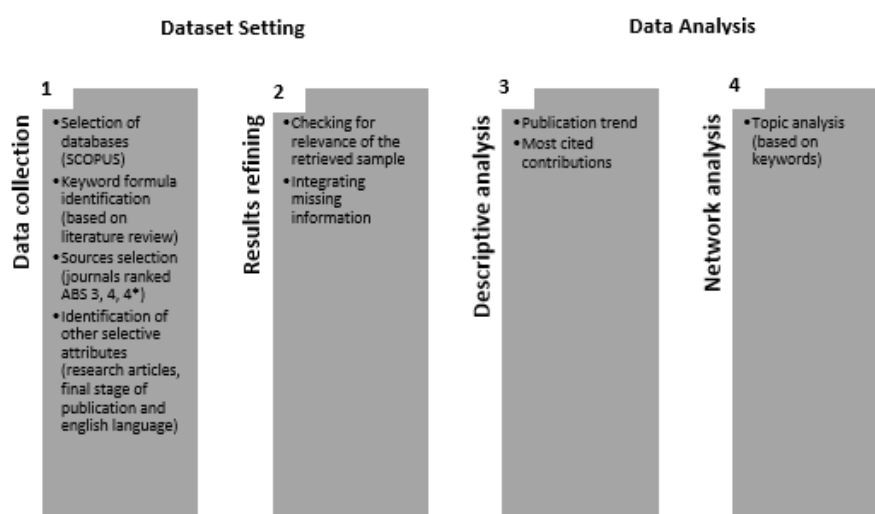 Dataset Setting
Data Analysis
1
Data collection
•Selection of
databases
(SCOPUS)
•Keyword formula
identification
(based on
literature review)
•Sources selection
(journals ranked
ABS 3, 4, 4*)
•Identification of
other selective
attributes
(research articles,
final stage of
publication and
english language)
2
Results refining
•Checking for
relevance of the
retrieved sample
•Integrating
missing
information
3
Descriptive analysis
•Publication trend
•Most cited
contributions
4
Network analysis
•Topic analysis
(based on
keywords)